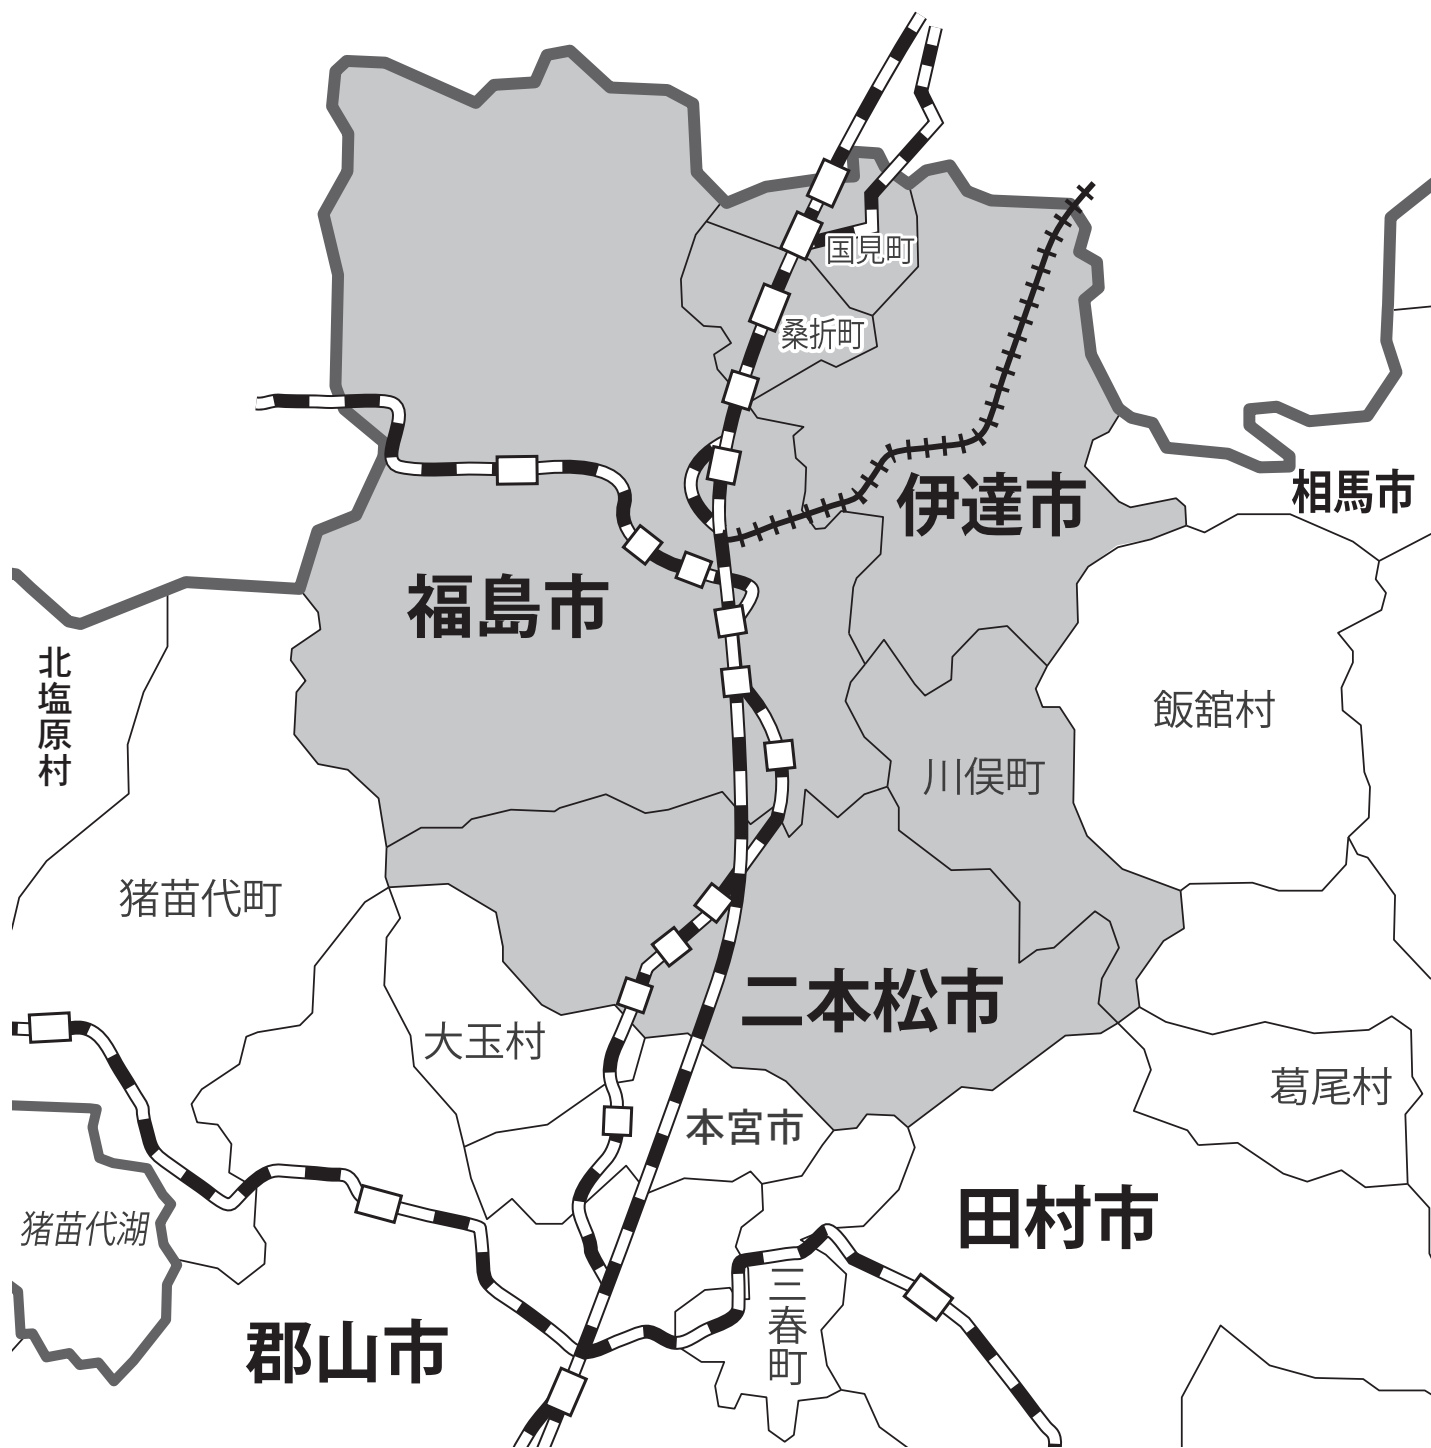 国見町
桑折町
伊達市
相馬市
福島市
北塩原村
飯舘村
川俣町
猪苗代町
二本松市
大玉村
葛尾村
本宮市
田村市
猪苗代湖
三春町
郡山市